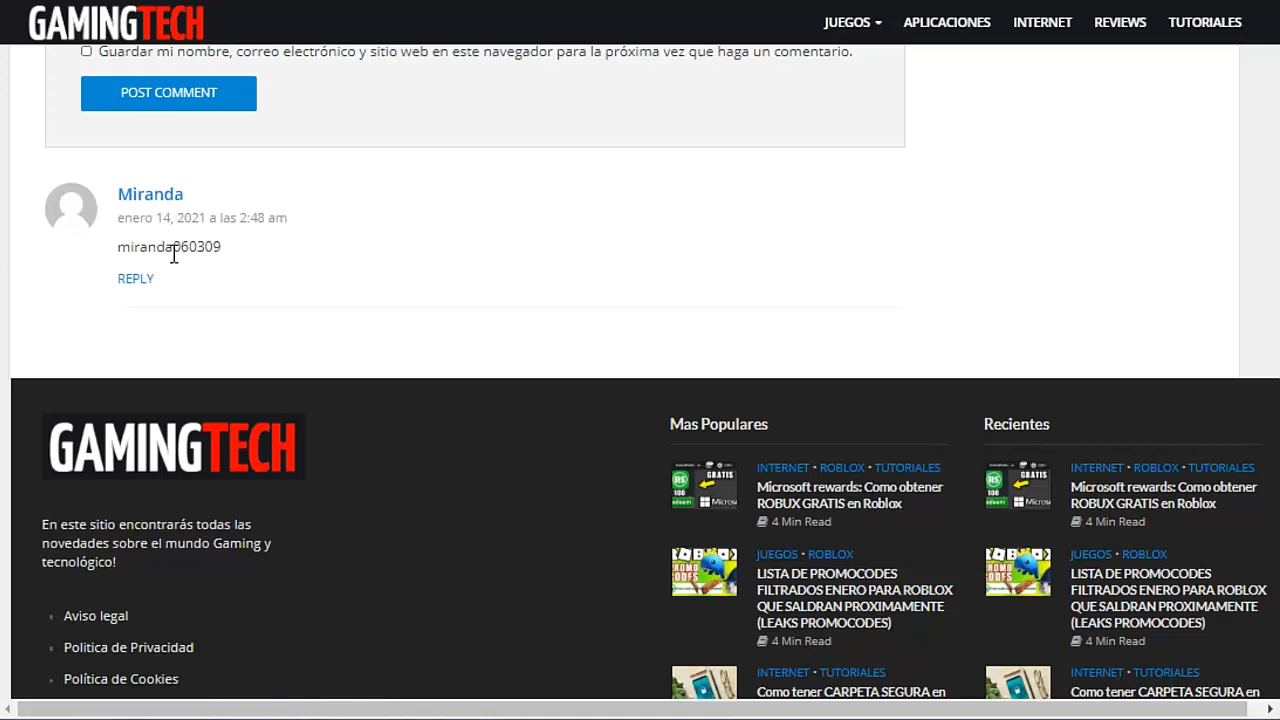 GAMINGTECH
JUEGOS
APLICACIONES
INTERNET
REVIEWS
TUTORIALES
Guardar mi nombre, correo electrónico y sitio web en este navegador para la próxima vez que haga un comentario.
POST COMMENT
Miranda
enero 14, 2021 a las 2:48 am
miranda060309
REPLY
GAMINGTECH
En este sitio encontrarás todas las
novedades sobre el mundo Gaming y
tecnológico!
Aviso legal
Politica de Privacidad
Política de Cookies
Mas Populares
INTERNET • ROBLOX • TUTORIALES
Microsoft rewards: Como obtener
ROBUX GRATIS en Roblox
4 Min Read
JUEGOS • ROBLOX
LISTA DE PROMOCODES
FILTRADOS ENERO PARA ROBLOX
QUE SALDRAN PROXIMAMENTE
(LEAKS PROMOCODES)
4 Min Read
INTERNET • TUTORIALES
Como tener CARPETA SEGURA en
Recientes
INTERNET • ROBLOX • TUTORIALES
Microsoft rewards: Como obtener
ROBUX GRATIS en Roblox
4 Min Read
JUEGOS • ROBLOX
LISTA DE PROMOCODES
FILTRADOS ENERO PARA ROBLOX
QUE SALDRAN PROXIMAMENTE
(LEAKS PROMOCODES)
4 Min Read
INTERNET • TUTORIALES
Como tener CARPETA SEGURA en